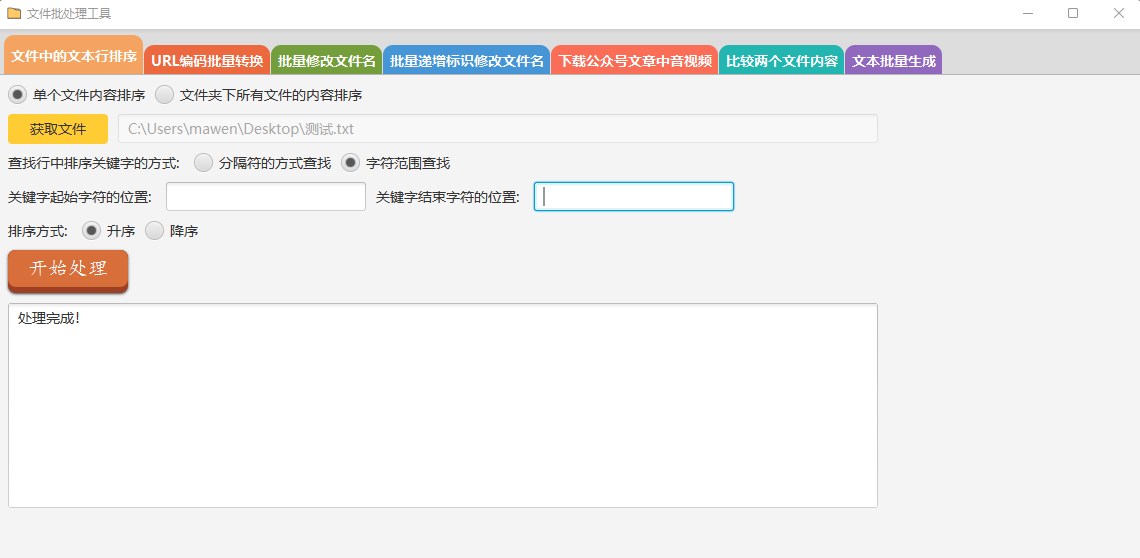 文件批处理工具
文件中的文本行排序 URL编码批量转换 批量修改文件名 批量递增标识修改文件名 下载公众号文章中音视频 比较两个文件内容 文本批量生成
单个文件内容排序 文件夹下所有文件的内容排序
获取文件 C:\Users\mawen\Desktop\测试.txt
查找行中排序关键字的方式: 分隔符的方式查找 字符范围查找
关键字起始字符的位置: 关键字结束字符的位置:
排序方式: 升序 降序
开始处理
处理完成!